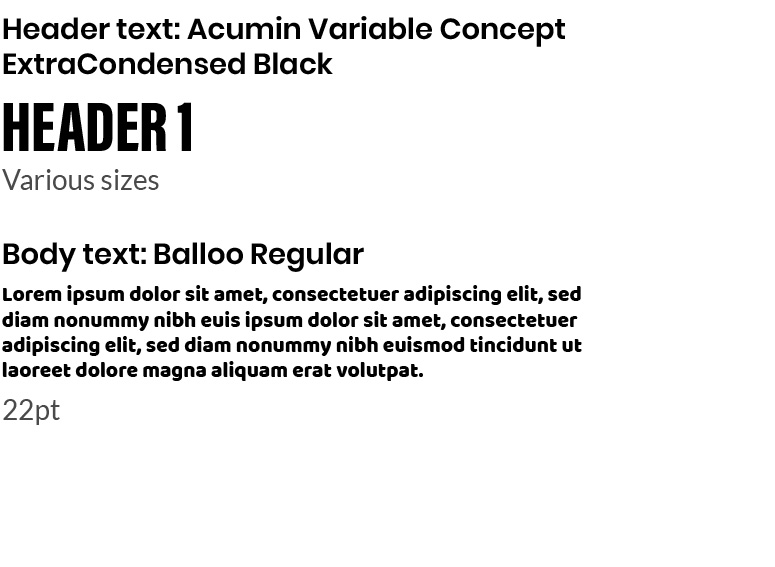 Header text: Acumin Variable Concept
ExtraCondensed Black
HEADER 1
Various sizes
Body text: Balloo Regular
Lorem ipsum dolor sit amet, consectetuer adipiscing elit, sed
diam nonummy nibh euis ipsum dolor sit amet, consectetuer
adipiscing elit, sed diam nonummy nibh euismod tincidunt ut
laoreet dolore magna aliquam erat volutpat.
22pt